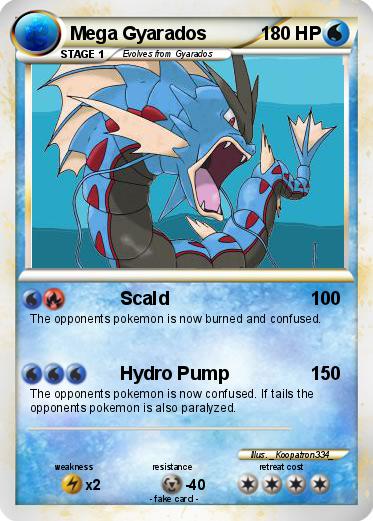 Mega Gyarados 180 HP
STAGE 1 Evolves from Gyarados
Scald 100
The opponents pokemon is now burned and confused.
Hydro Pump 150
The opponents pokemon is now confused. If tails the
opponents pokemon is also paralyzed.
Illus. _Koopatron334_
weakness resistance retreat cost
x2 -40
- fake card -